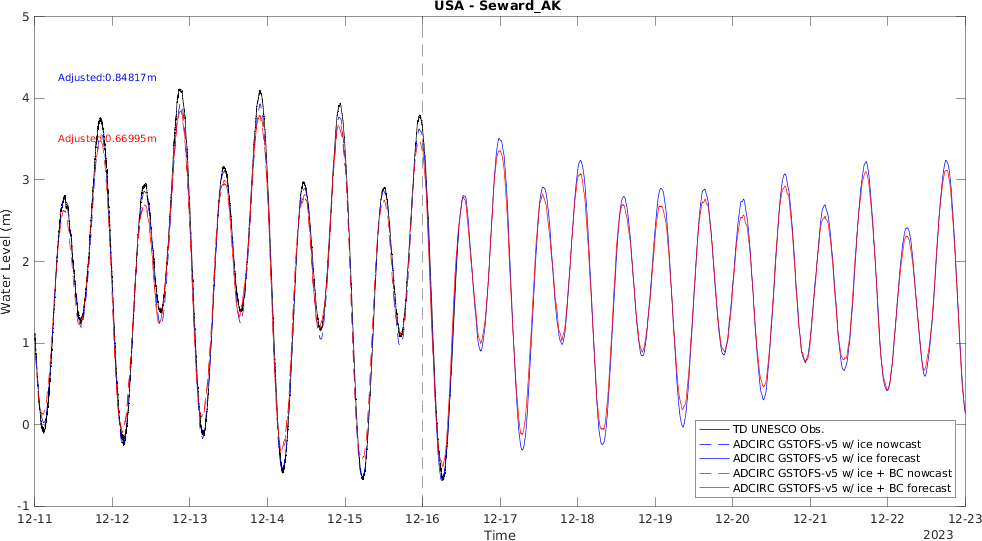 USA - Seward_AK
5
4
3
2
1
0
-1
Water Level (m)
Adjusted:0.84817m
Adjusted:0.66995m
TD UNESCO Obs.
ADCIRC GSTOFS-v5 w/ ice nowcast
ADCIRC GSTOFS-v5 w/ ice forecast
ADCIRC GSTOFS-v5 w/ ice + BC nowcast
ADCIRC GSTOFS-v5 w/ ice + BC forecast
12-11 12-12 12-13 12-14 12-15 12-16 12-17 12-18 12-19 12-20 12-21 12-22 12-23
Time
2023